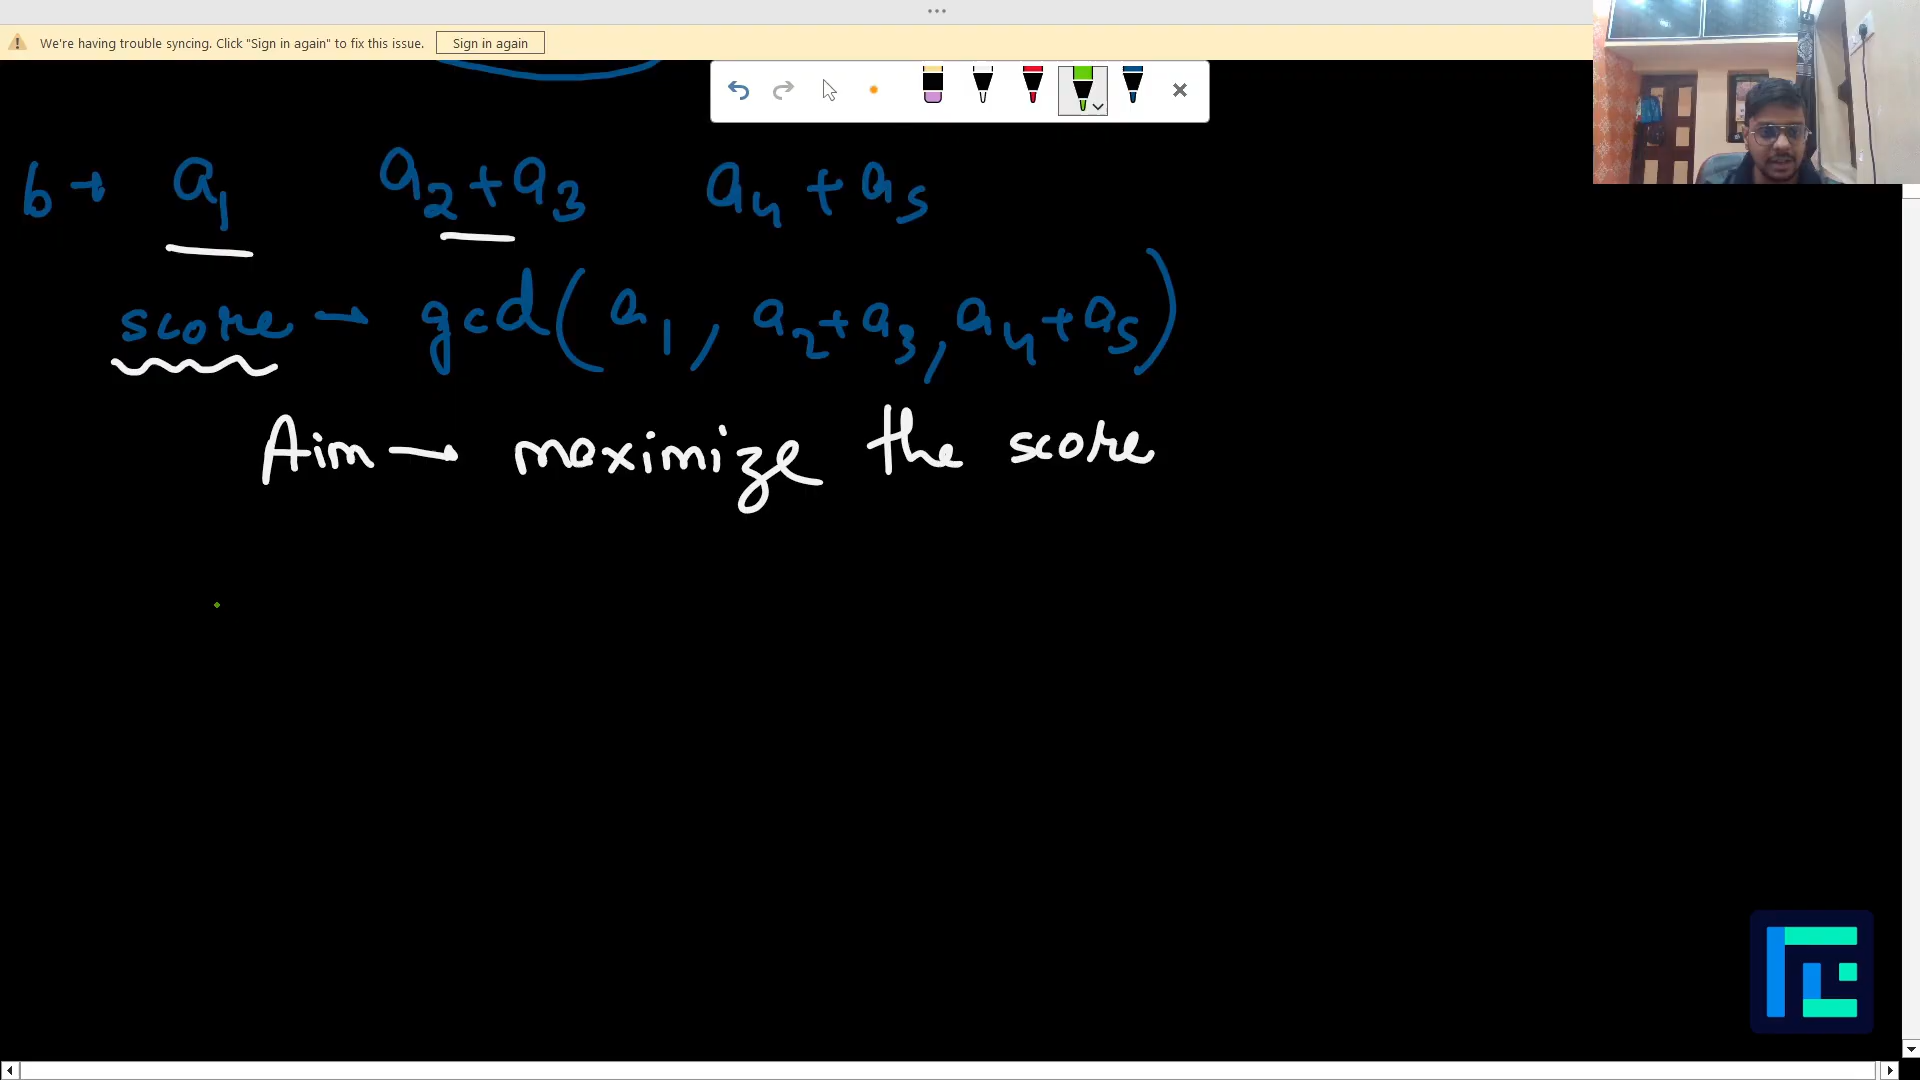 We're having trouble syncing. Click "Sign in again" to fix this issue. Sign in again
b → a₁ a₂+a₃ a₄+a₅
score → gcd(a₁, a₂+a₃, a₄+a₅)
Aim → maximize the score